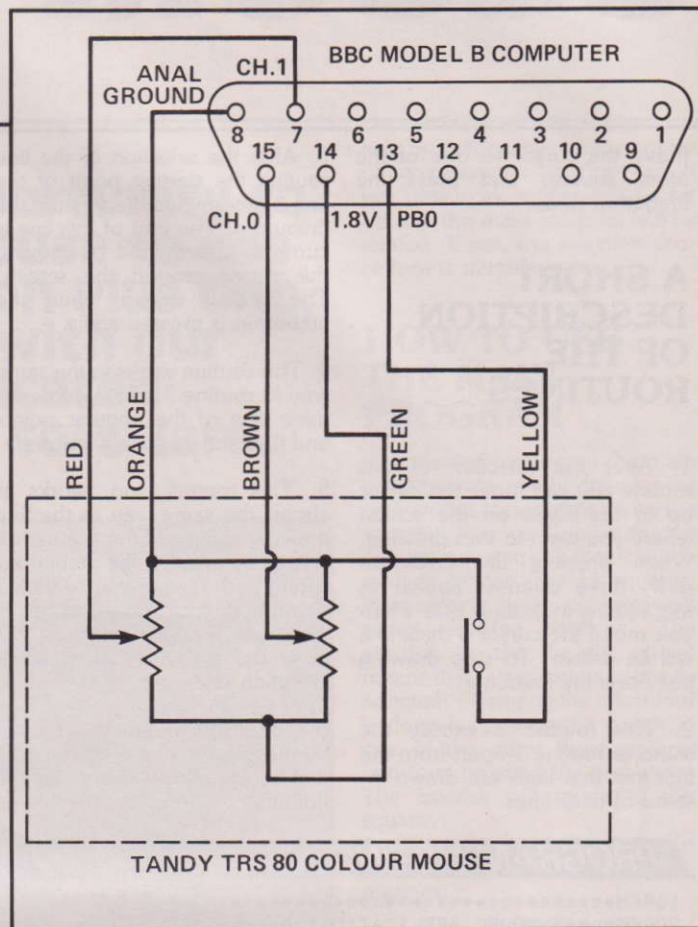 BBC MODEL B COMPUTER
CH.1
ANAL
GROUND
8 7 6 5 4 3 2 1
15 14 13 12 11 10 9
CH.0 1.8V PB0
RED
ORANGE
BROWN
GREEN
YELLOW
TANDY TRS 80 COLOUR MOUSE
A SHORT
DESCRIPTION
OF THE
ROUTINES